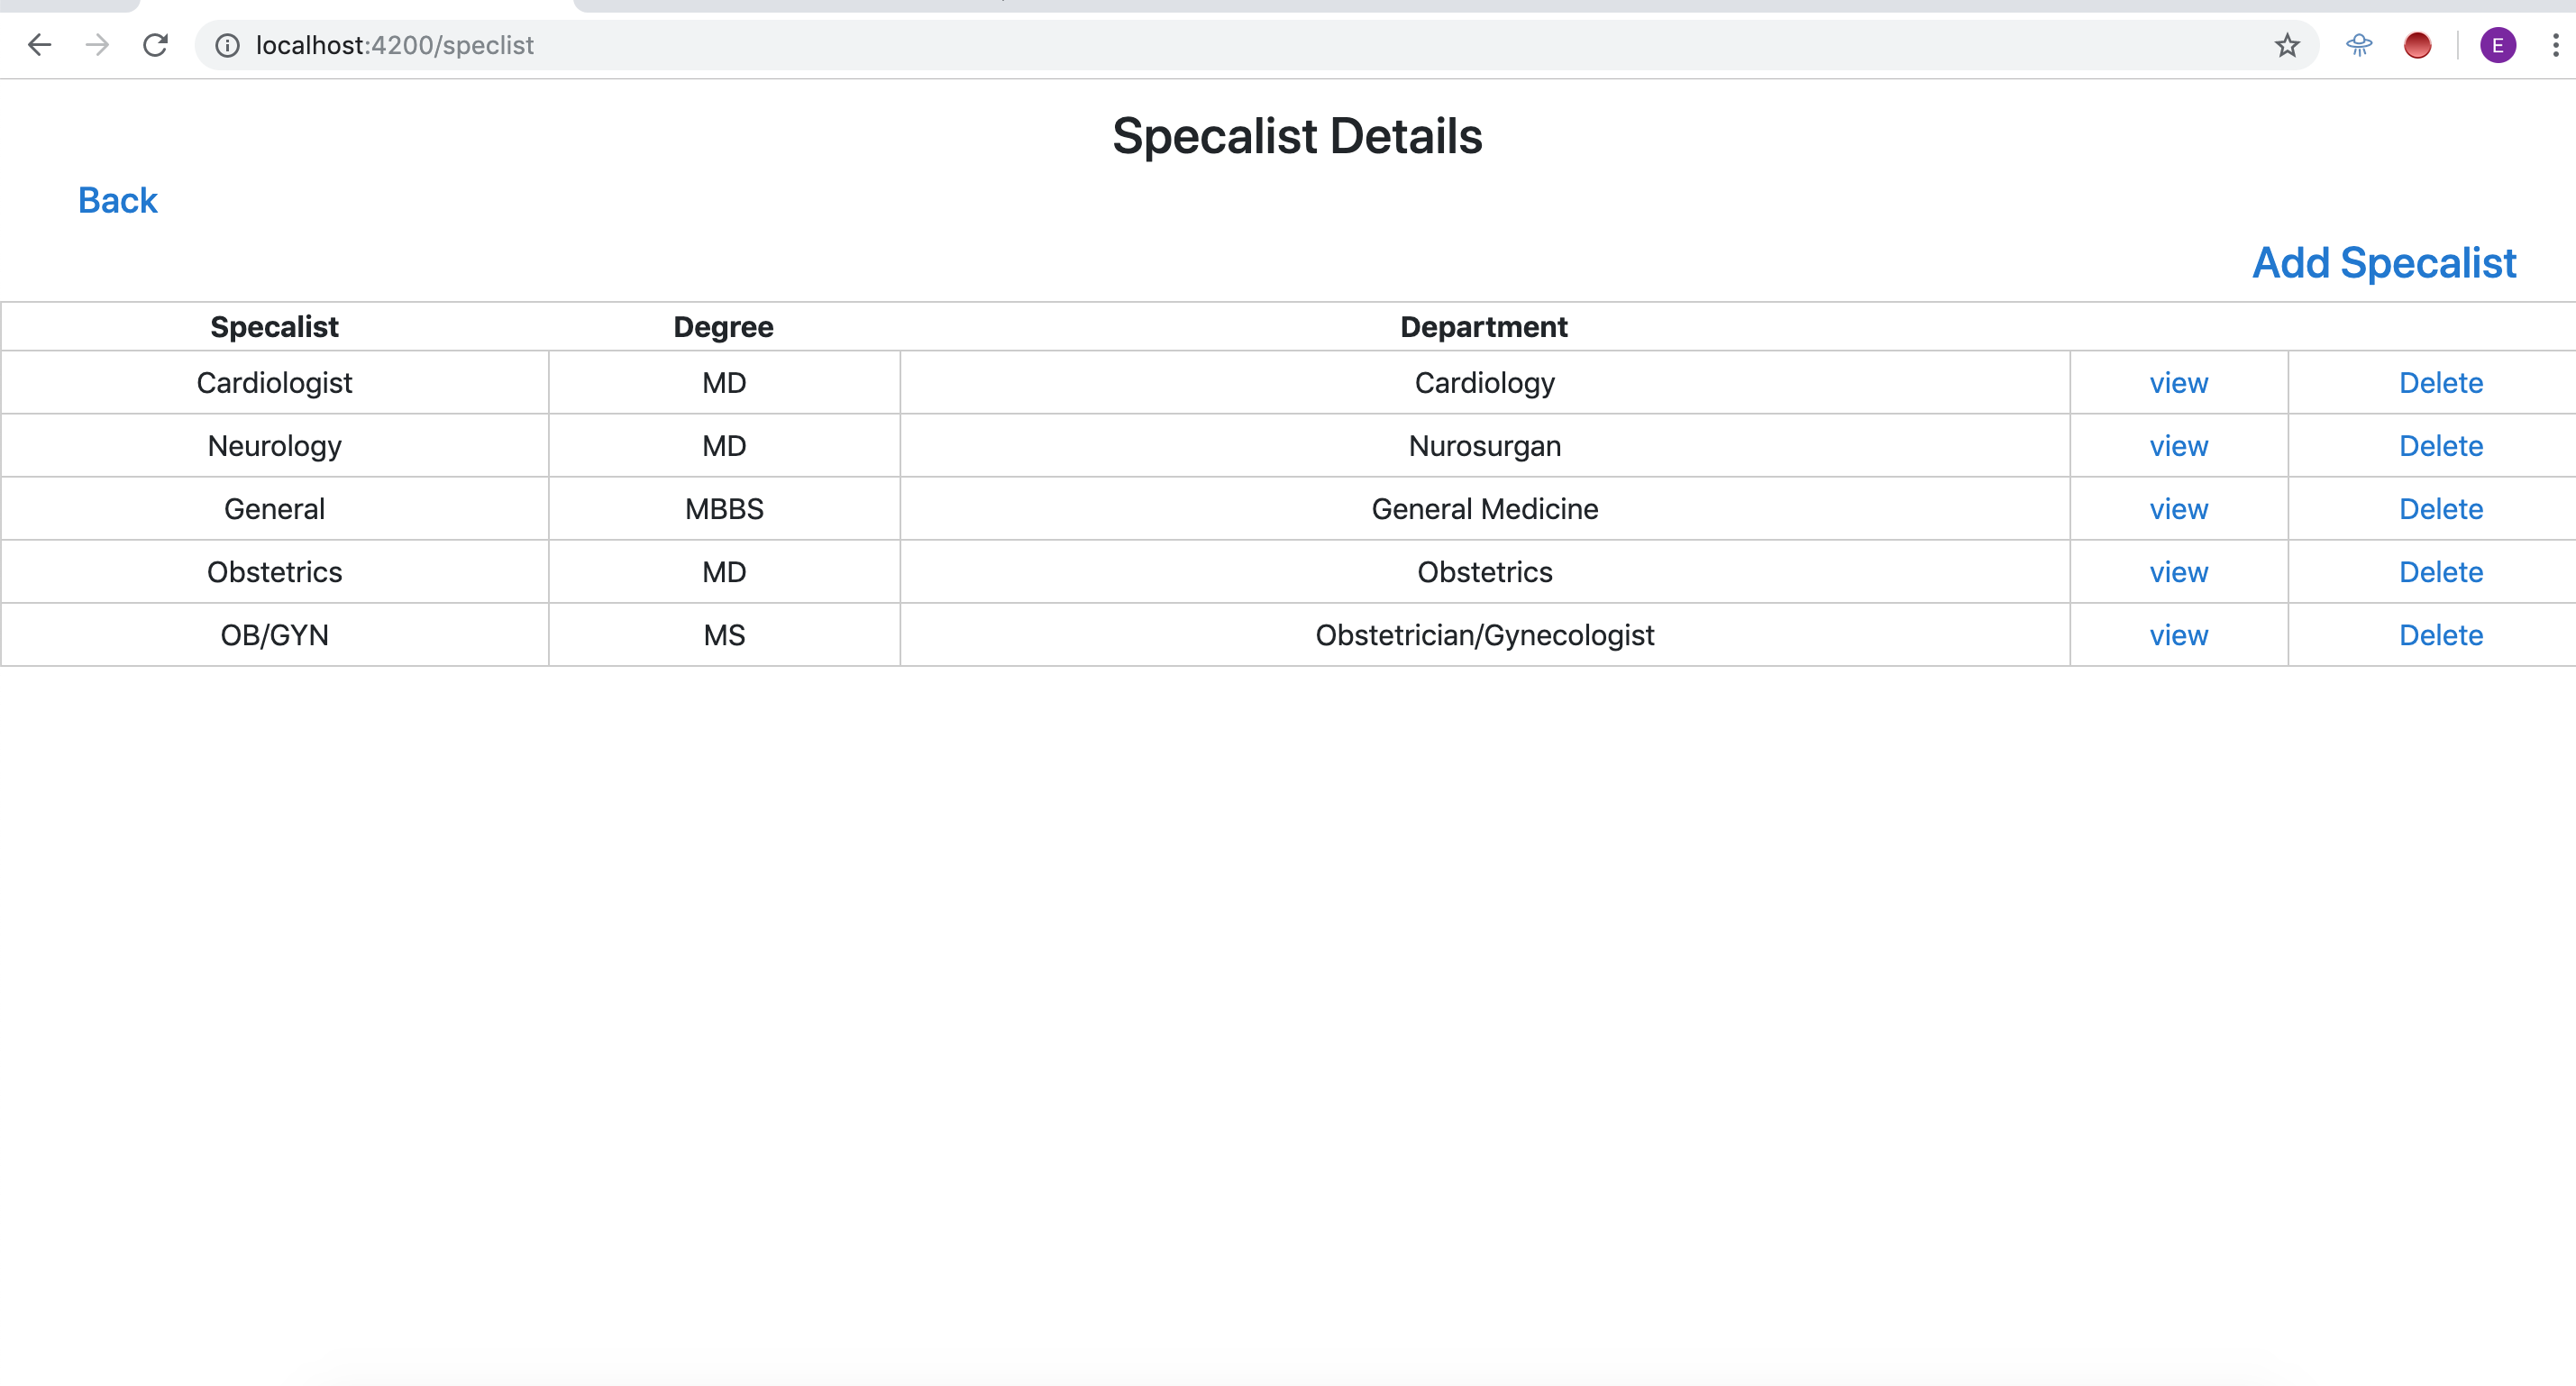 localhost:4200/speclist
E
Specalist Details
Back
Add Specalist
Specalist Degree Department
Cardiologist MD Cardiology view Delete
Neurology MD Nurosurgan view Delete
General MBBS General Medicine view Delete
Obstetrics MD Obstetrics view Delete
OB/GYN MS Obstetrician/Gynecologist view Delete